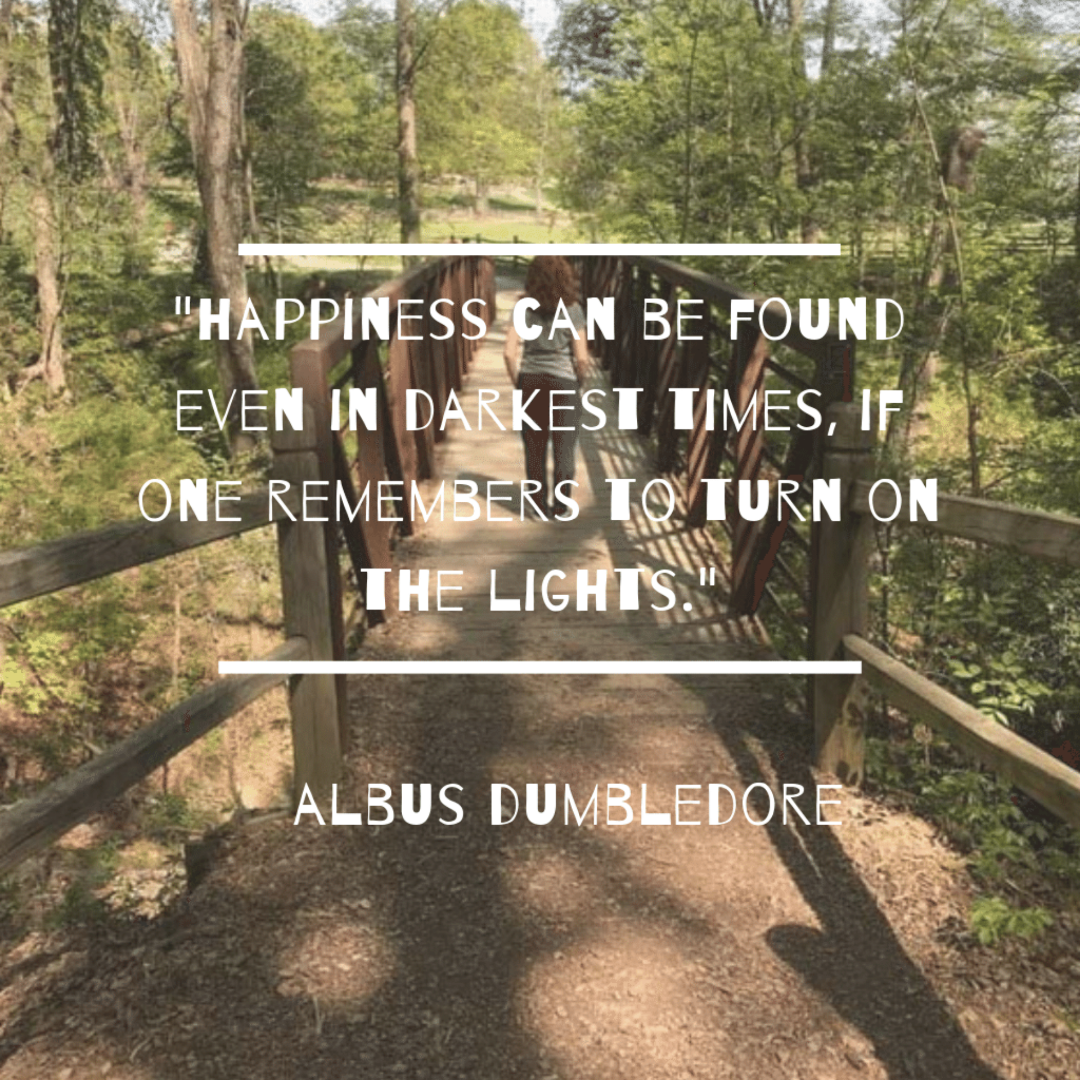 "HAPPINESS CAN BE FOUND
EVEN IN DARKEST TIMES, IF
ONE REMEMBERS TO TURN ON
THE LIGHTS."
ALBUS DUMBLEDORE